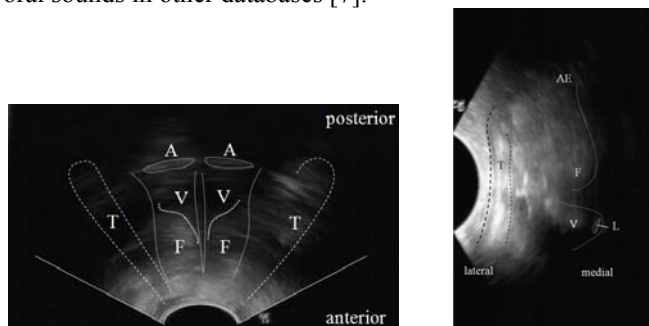 oral sounds in other databases [7].
posterior
A A
V V
T T
F F
anterior
AE
T
F
V
L
lateral medial